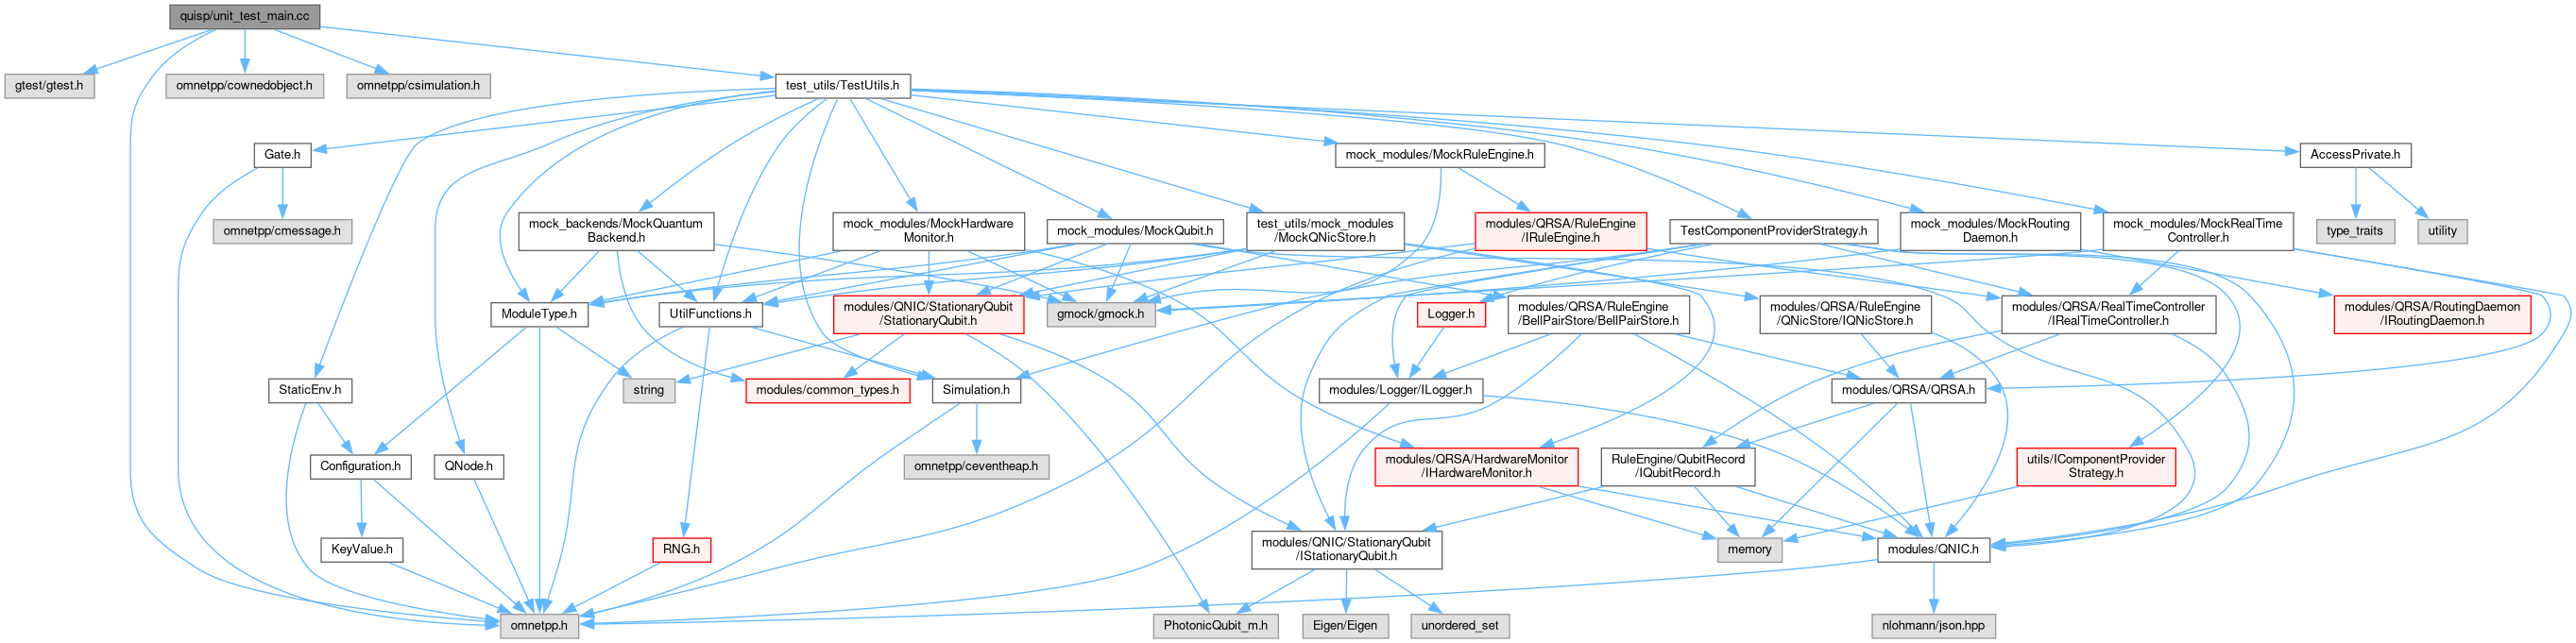 quisp/unit_test_main.cc
gtest/gtest.h
omnetpp/cownedobject.h
omnetpp/csimulation.h
test_utils/TestUtils.h
Gate.h
mock_modules/MockRuleEngine.h
AccessPrivate.h
omnetpp/cmessage.h
mock_backends/MockQuantum
Backend.h
mock_modules/MockHardware
Monitor.h
mock_modules/MockQubit.h
test_utils/mock_modules
/MockQNicStore.h
modules/QRSA/RuleEngine
/IRuleEngine.h
TestComponentProviderStrategy.h
mock_modules/MockRouting
Daemon.h
mock_modules/MockRealTime
Controller.h
type_traits
utility
ModuleType.h
UtilFunctions.h
modules/QNIC/StationaryQubit
/StationaryQubit.h
gmock/gmock.h
Logger.h
modules/QRSA/RuleEngine
/BellPairStore/BellPairStore.h
modules/QRSA/RuleEngine
/QNicStore/IQNicStore.h
modules/QRSA/RealTimeController
/IRealTimeController.h
modules/QRSA/RoutingDaemon
/IRoutingDaemon.h
StaticEnv.h
string
modules/common_types.h
Simulation.h
modules/Logger/ILogger.h
modules/QRSA/QRSA.h
Configuration.h
QNode.h
omnetpp/ceventheap.h
modules/QRSA/HardwareMonitor
/IHardwareMonitor.h
RuleEngine/QubitRecord
/IQubitRecord.h
utils/IComponentProvider
Strategy.h
KeyValue.h
RNG.h
modules/QNIC/StationaryQubit
/IStationaryQubit.h
memory
modules/QNIC.h
omnetpp.h
PhotonicQubit_m.h
Eigen/Eigen
unordered_set
nlohmann/json.hpp